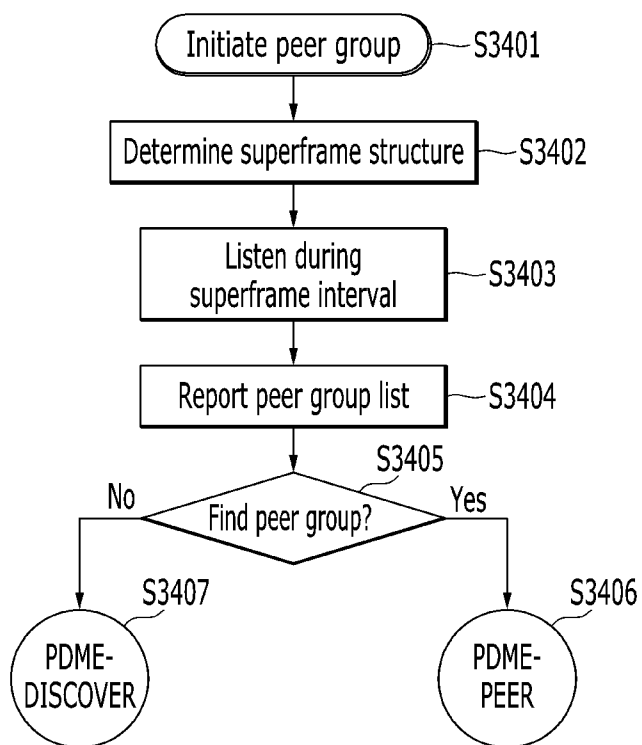 Initiate peer group
S3401
Determine superframe structure
S3402
Listen during
superframe interval
S3403
Report peer group list
S3404
S3405
No
Find peer group?
Yes
S3407
S3406
PDME-
DISCOVER
PDME-
PEER